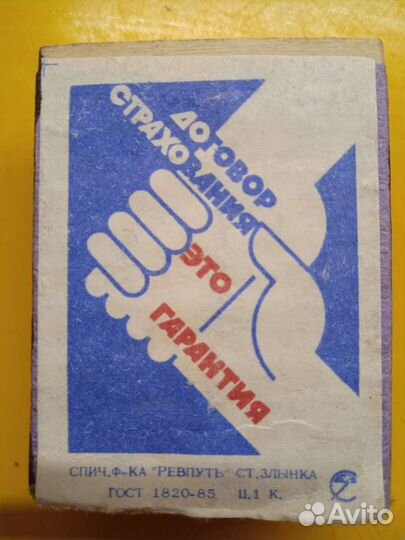 ДОГОВОР
СТРАХОВАНИЯ
ЭТО
ГАРАНТИЯ
СПИЧ.Ф-КА "РЕВПУТЬ" СТ.ЗЛЫНКА
ГОСТ 1820-85 Ц.1 К.
Avito